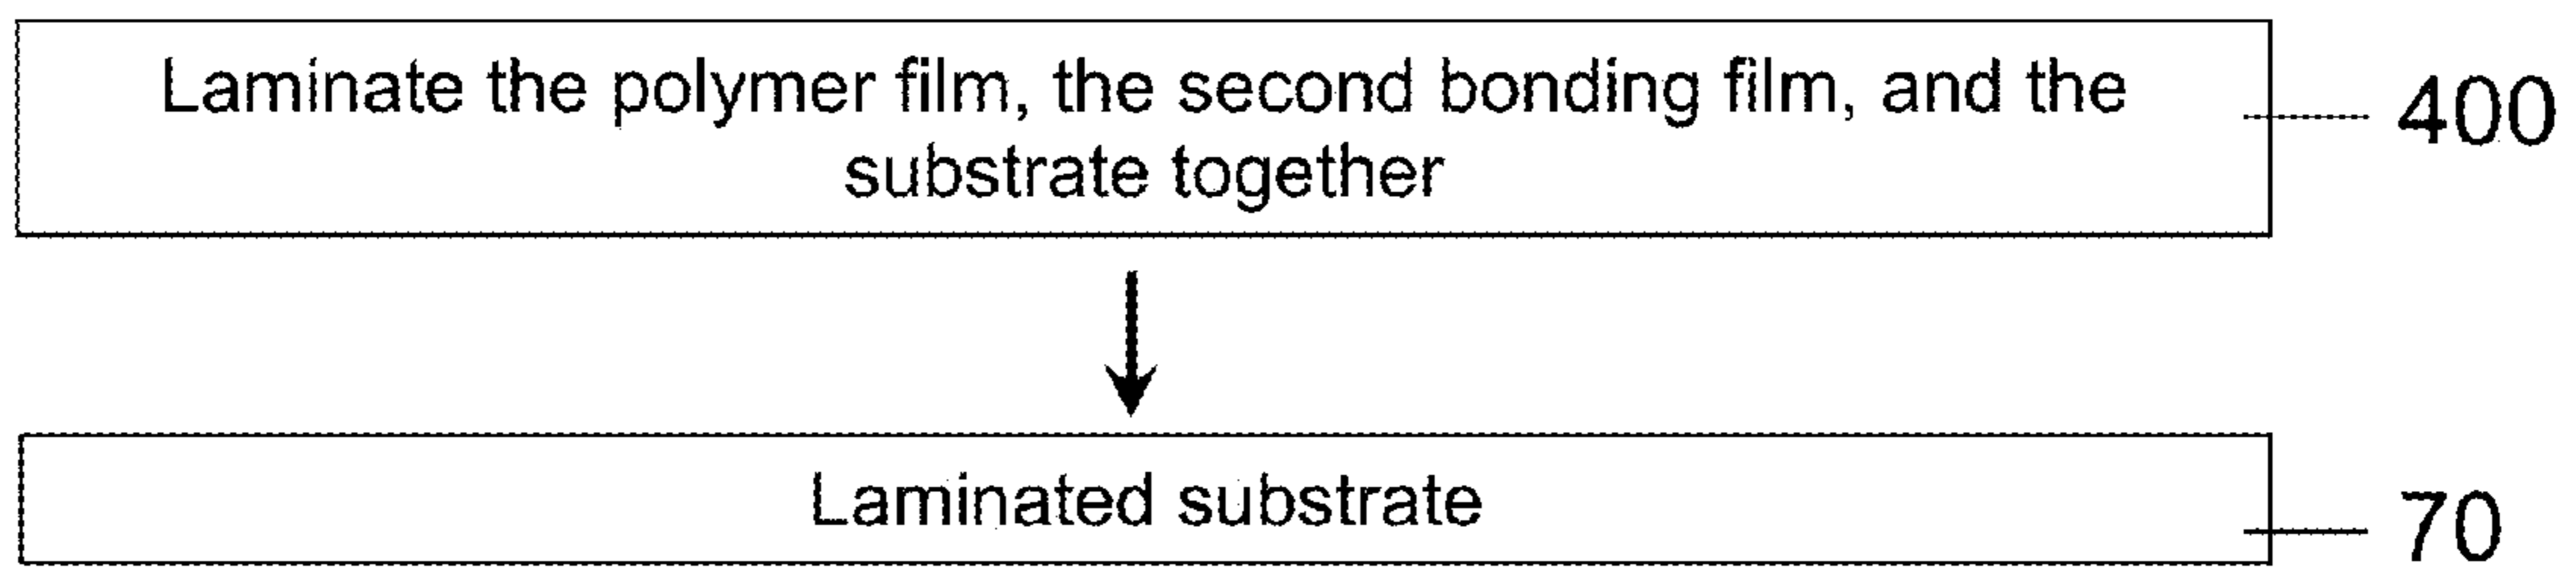 Laminate the polymer film, the second bonding film, and the
substrate together
400
Laminated substrate
70